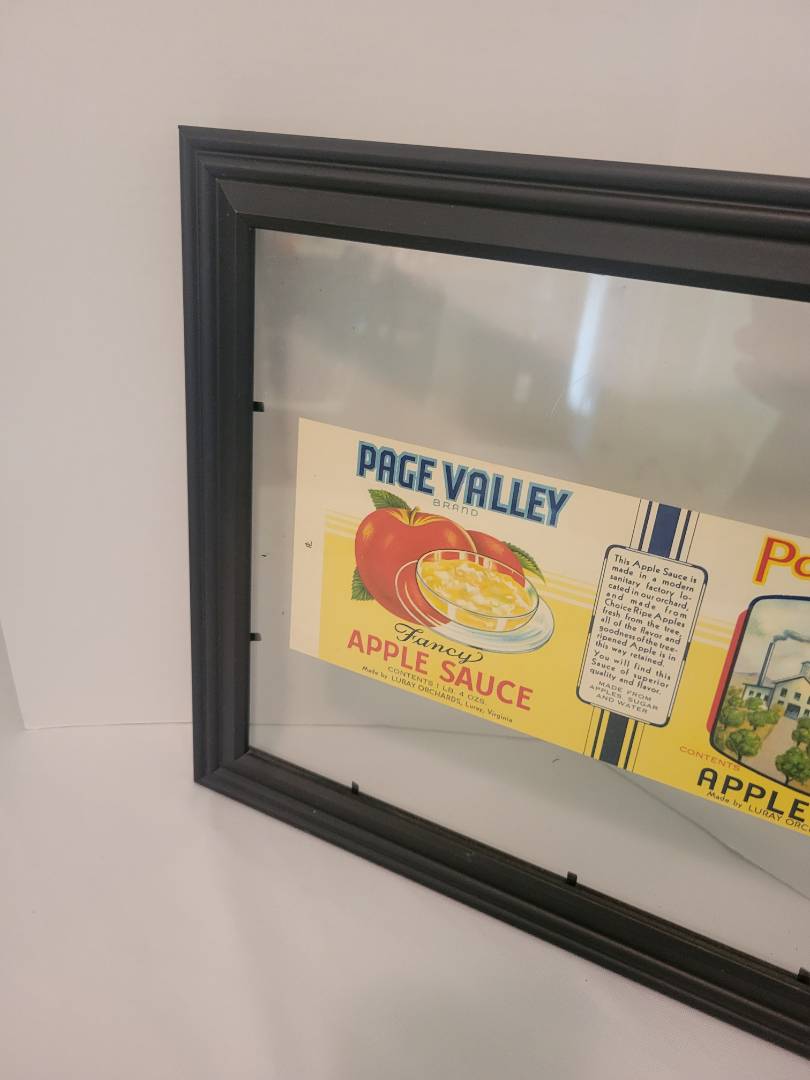 PAGE VALLEY
BRAND
Fancy
APPLE SAUCE
CONTENTS 1 LB. 4 OZS.
Made by LURAY ORCHARDS, Luray, Virginia
This Apple Sauce is
made in a modern
sanitary factory lo-
cated in our orchard,
and made from
Choice Ripe Apples
fresh from the tree,
all of the flavor and
goodness of the tree-
ripened Apple is in
this way retained.
You will find this
Sauce of superior
quality and flavor.
MADE FROM
APPLES, SUGAR
AND WATER
CONTENTS
APPLE
Made by LURAY